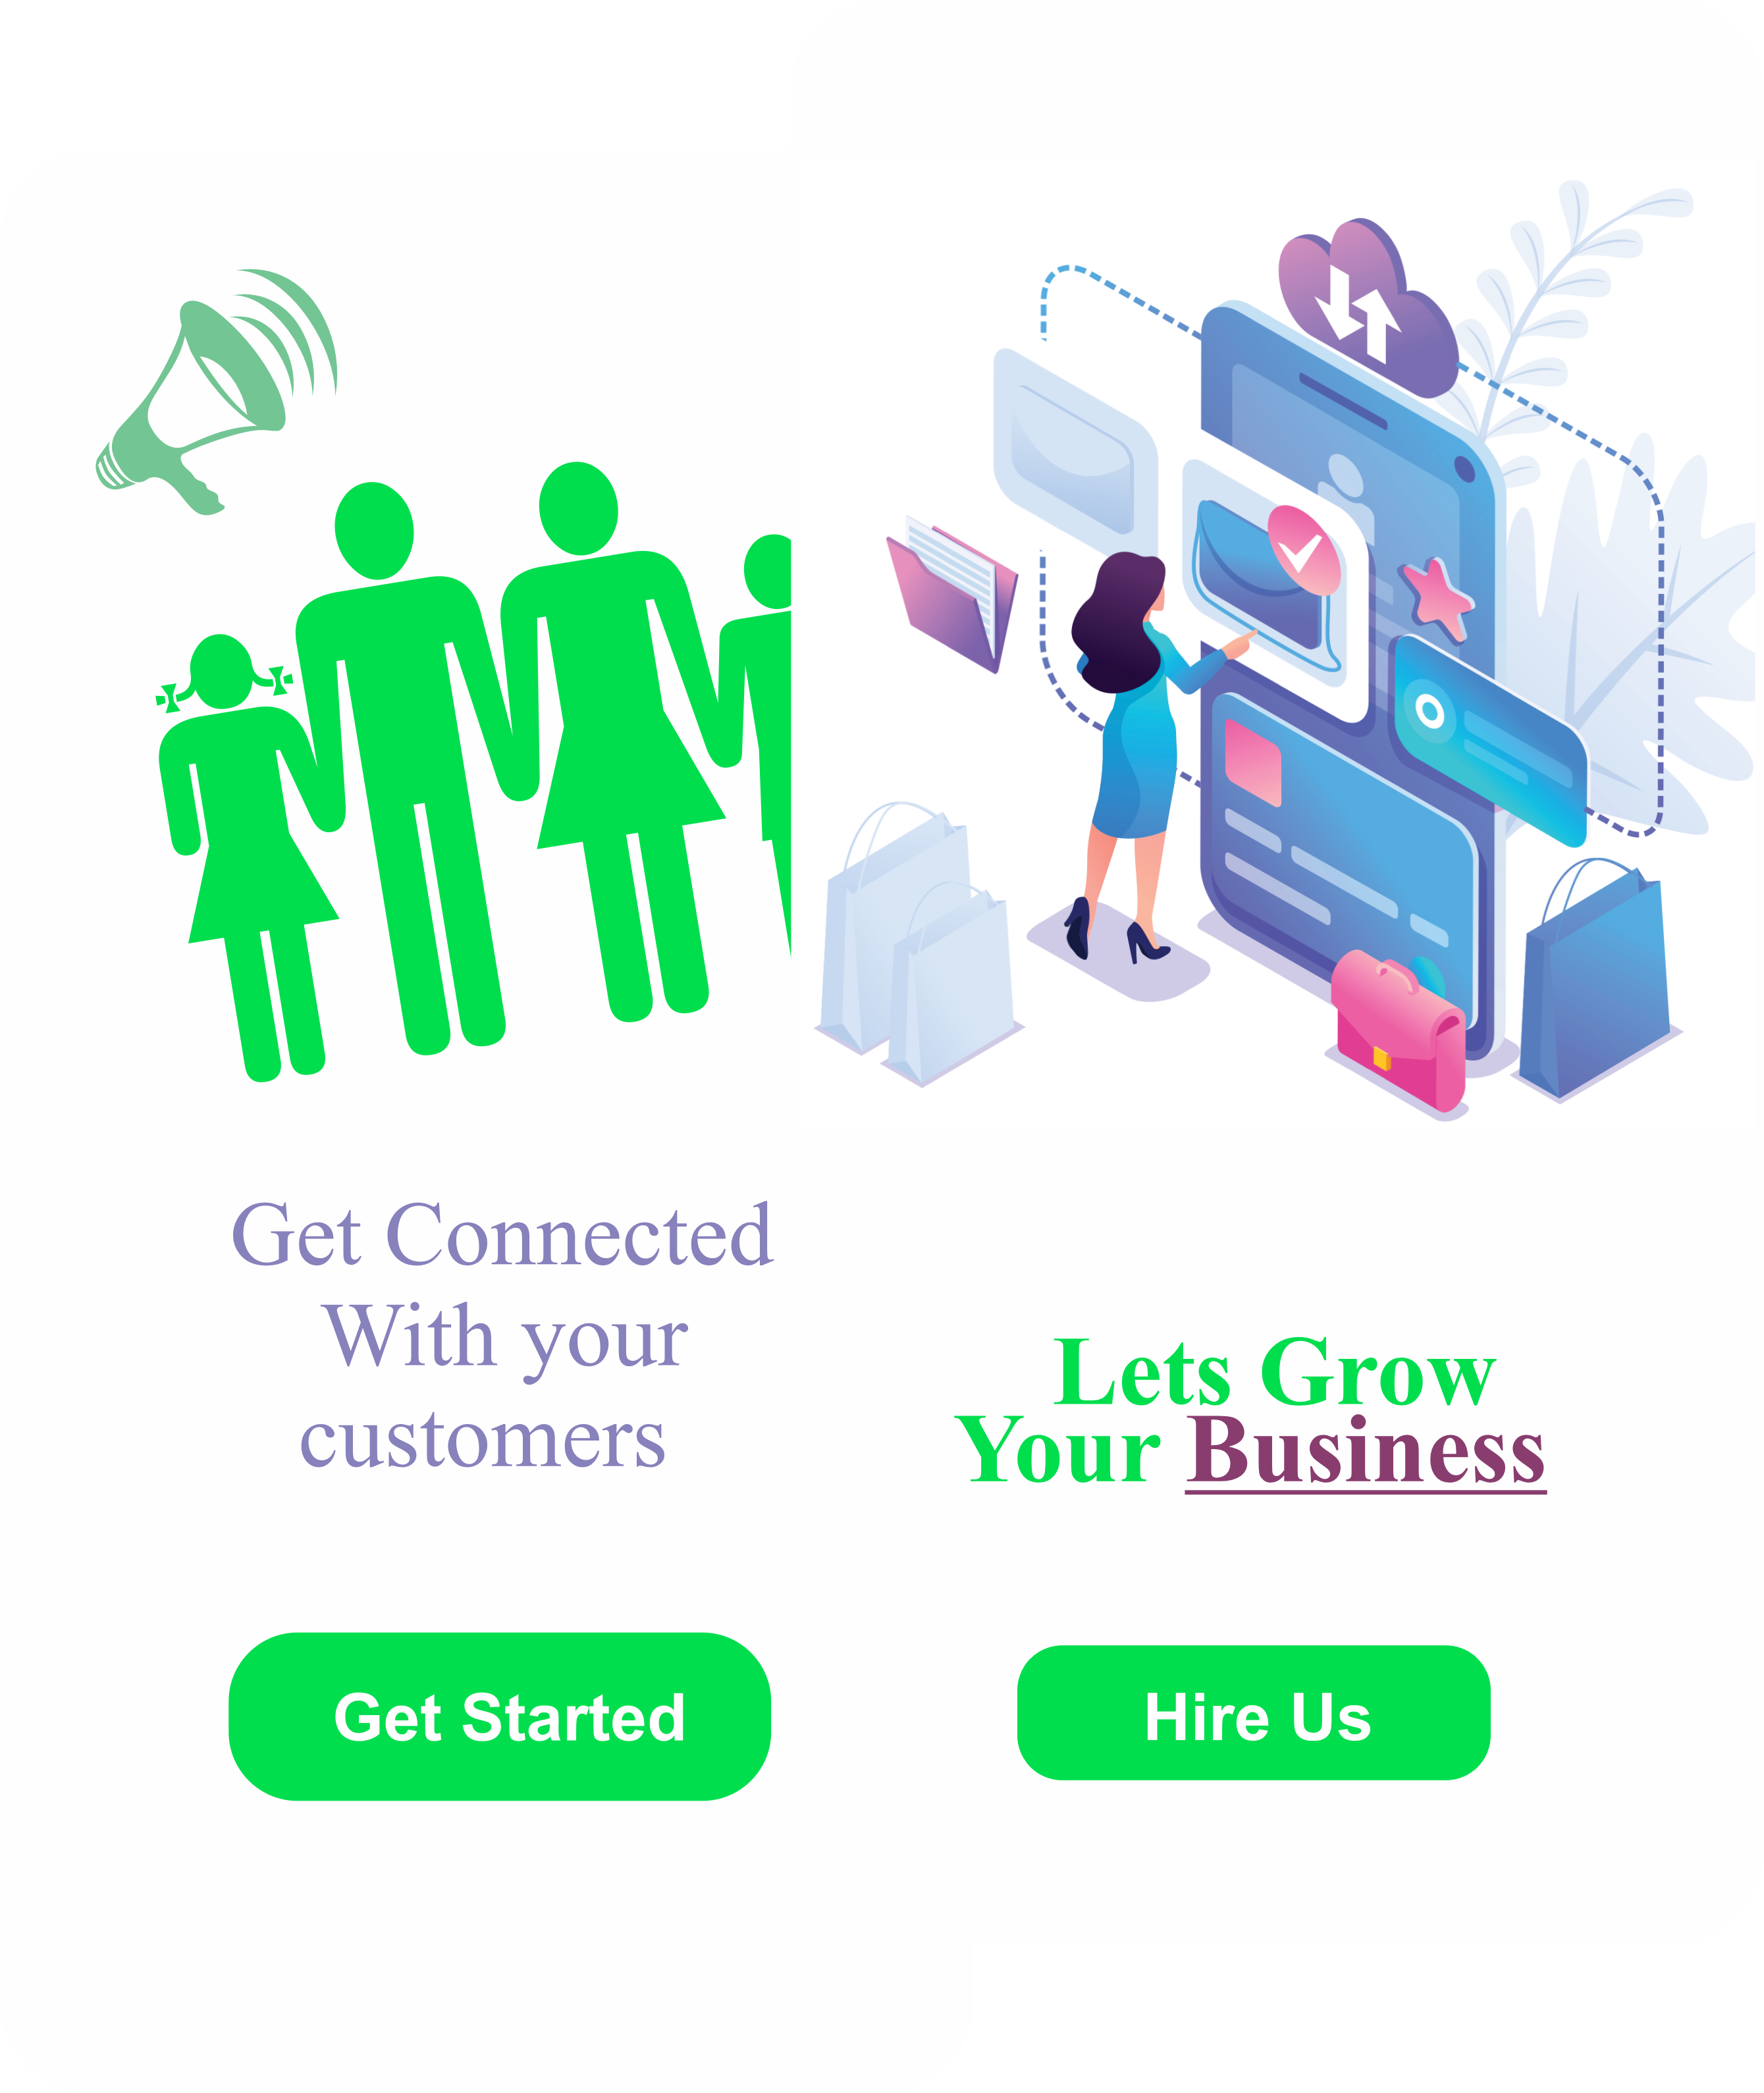 Get Connected
With your
customers
Get Started
Lets Grow
Your Business
Hire Us